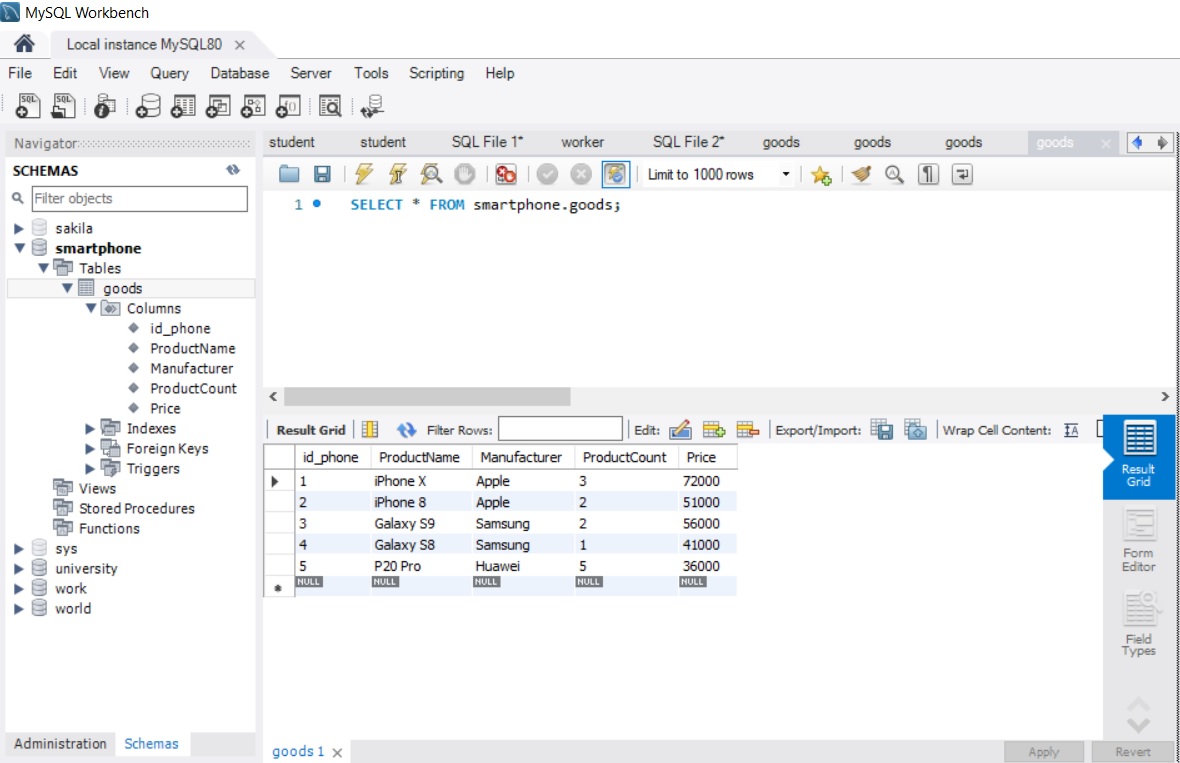 MySQL Workbench
Local instance MySQL80
File Edit View Query Database Server Tools Scripting Help
SQL SQL
Navigator
SCHEMAS
Filter objects
sakila
smartphone
Tables
goods
Columns
id_phone
ProductName
Manufacturer
ProductCount
Price
Indexes
Foreign Keys
Triggers
Views
Stored Procedures
Functions
sys
university
work
world
Administration Schemas
student student SQL File 1* worker SQL File 2* goods goods goods goods
Limit to 1000 rows
1 SELECT * FROM smartphone.goods;
Result Grid Filter Rows: Edit: Export/Import: Wrap Cell Content: IA
id_phone ProductName Manufacturer ProductCount Price
1 iPhone X Apple 3 72000
2 iPhone 8 Apple 2 51000
3 Galaxy S9 Samsung 2 56000
4 Galaxy S8 Samsung 1 41000
5 P20 Pro Huawei 5 36000
NULL NULL NULL NULL NULL
Result
Grid
Form
Editor
Field
Types
goods 1
Apply Revert